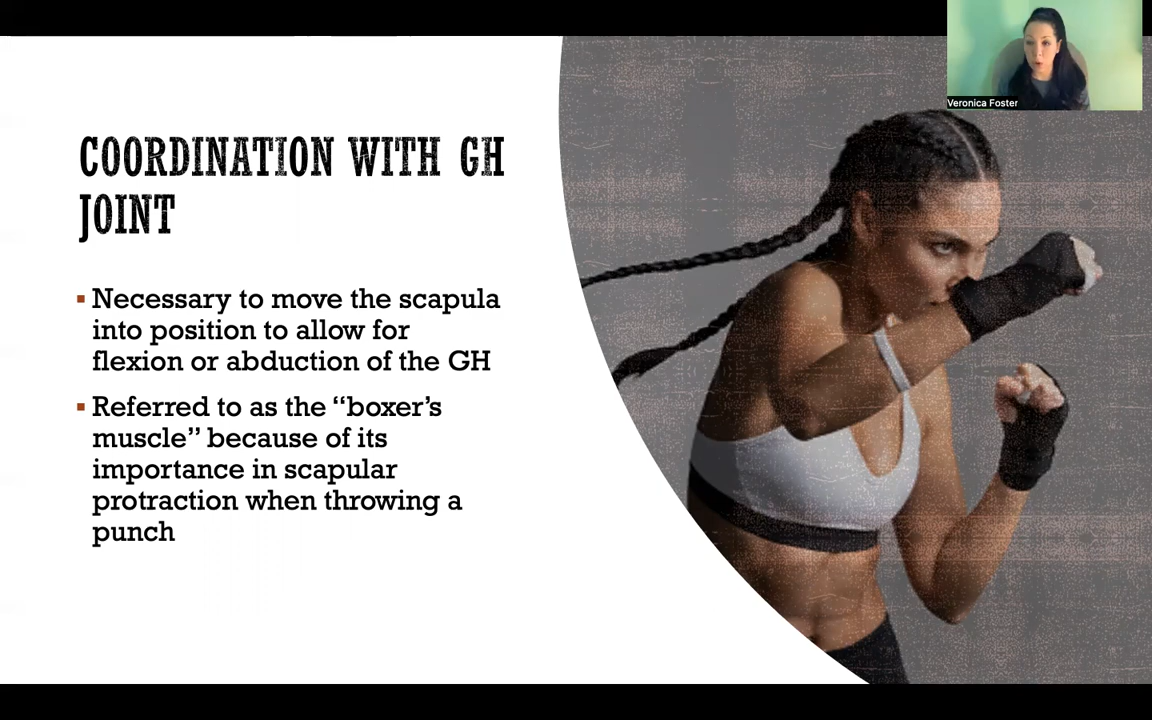 COORDINATION WITH GH
JOINT
▪ Necessary to move the scapula
into position to allow for
flexion or abduction of the GH
▪ Referred to as the “boxer’s
muscle” because of its
importance in scapular
protraction when throwing a
punch
Veronica Foster